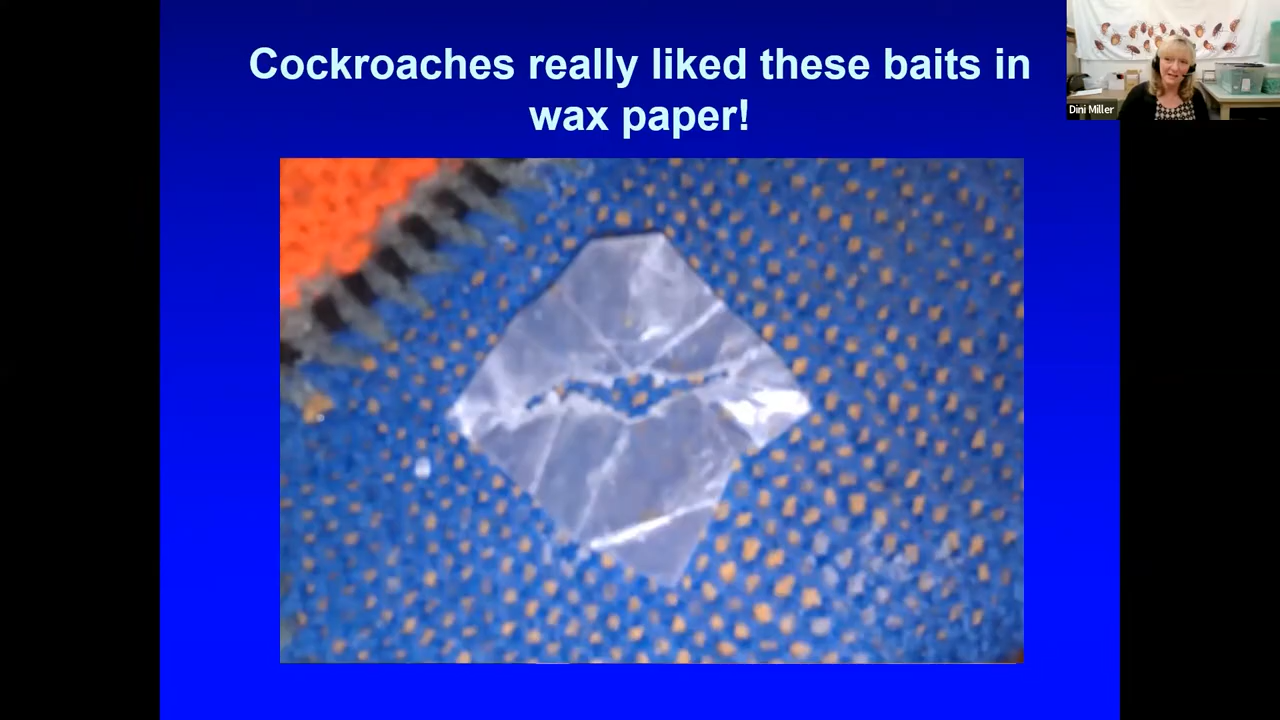 Cockroaches really liked these baits in
wax paper!
Dini Miller